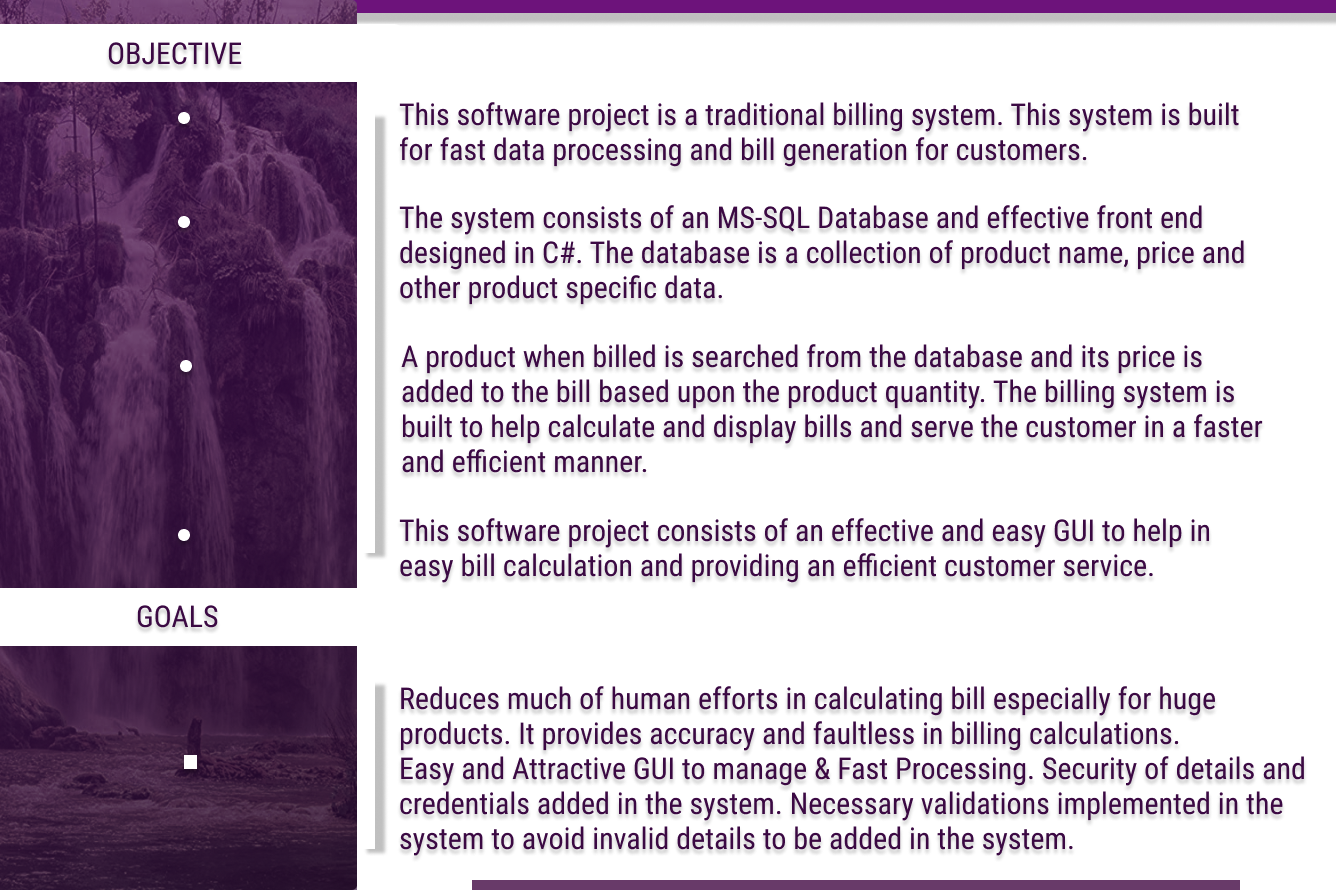 OBJECTIVE
This software project is a traditional billing system. This system is built
for fast data processing and bill generation for customers.
The system consists of an MS-SQL Database and effective front end
designed in C#. The database is a collection of product name, price and
other product specific data.
A product when billed is searched from the database and its price is
added to the bill based upon the product quantity. The billing system is
built to help calculate and display bills and serve the customer in a faster
and efficient manner.
This software project consists of an effective and easy GUI to help in
easy bill calculation and providing an efficient customer service.
GOALS
Reduces much of human efforts in calculating bill especially for huge
products. It provides accuracy and faultless in billing calculations.
Easy and Attractive GUI to manage & Fast Processing. Security of details and
credentials added in the system. Necessary validations implemented in the
system to avoid invalid details to be added in the system.